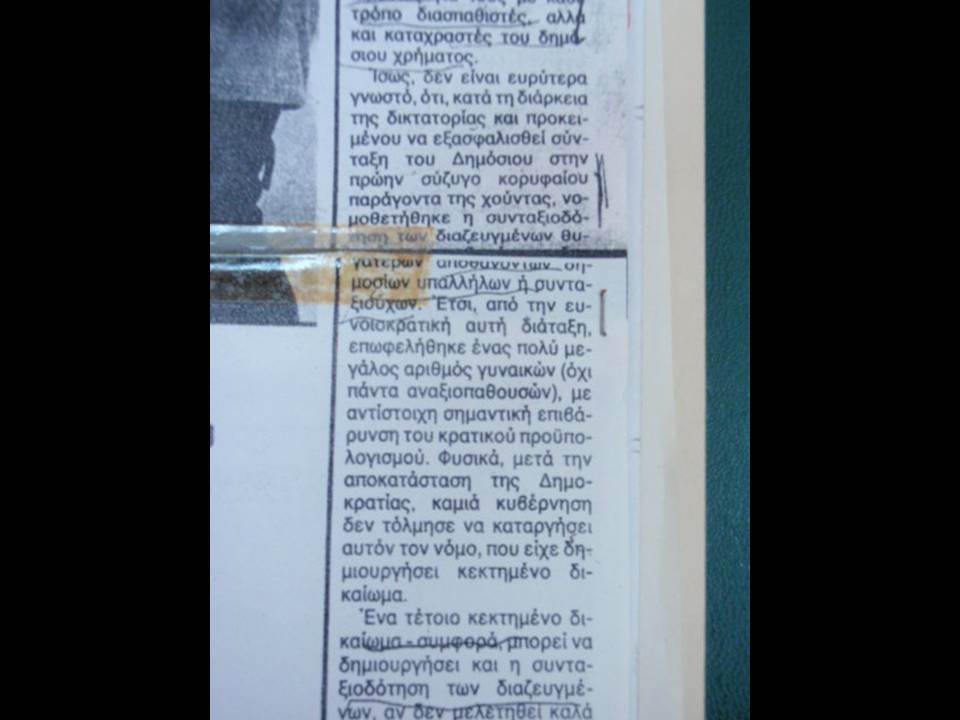 τρόπο διασπαθιστές, αλλά
και καταχραστές του δημο-
σιου χρήματος.
Ἴσως, δεν είναι ευρύτερα
γνωστό, ότι, κατά τη διάρκεια
της δικτατορίας και προκει-
μένου να εξασφαλισθεί σύν-
ταξη του Δημόσιου στην
πρώην σύζυγο κορυφαίου
παράγοντα της χούντας, νο-
μοθετήθηκε η συνταξιοδό-
τηση των διαζευγμένων θυ-
γατέρων αποθανόντων δη-
μοσίων υπαλλήλων ή συντα-
ξιούχων. Ἔτσι, από την ευ-
νοιοκρατική αυτή διάταξη,
επωφελήθηκε ένας πολύ με-
γάλος αριθμός γυναικών (όχι
πάντα αναξιοπαθουσών), με
αντίστοιχη σημαντική επιβά-
ρυνση του κρατικού προϋπο-
λογισμού. Φυσικά, μετά την
αποκατάσταση της Δημο-
κρατίας, καμιά κυβέρνηση
δεν τόλμησε να καταργήσει
αυτόν τον νόμο, που είχε δη-
μιουργήσει κεκτημένο δι-
καίωμα.
Ἕνα τέτοιο κεκτημένο δι-
καίωμα - συμφορά, μπορεί να
δημιουργήσει και η συντα-
ξιοδότηση των διαζευγμέ-
νων, αν δεν μελετηθεί καλά